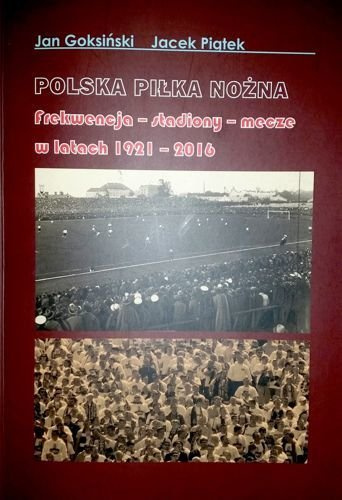 Jan Goksiński Jacek Piątek
POLSKA PIŁKA NOŻNA
frekwencja – stadiony – mecze
w latach 1921 – 2016